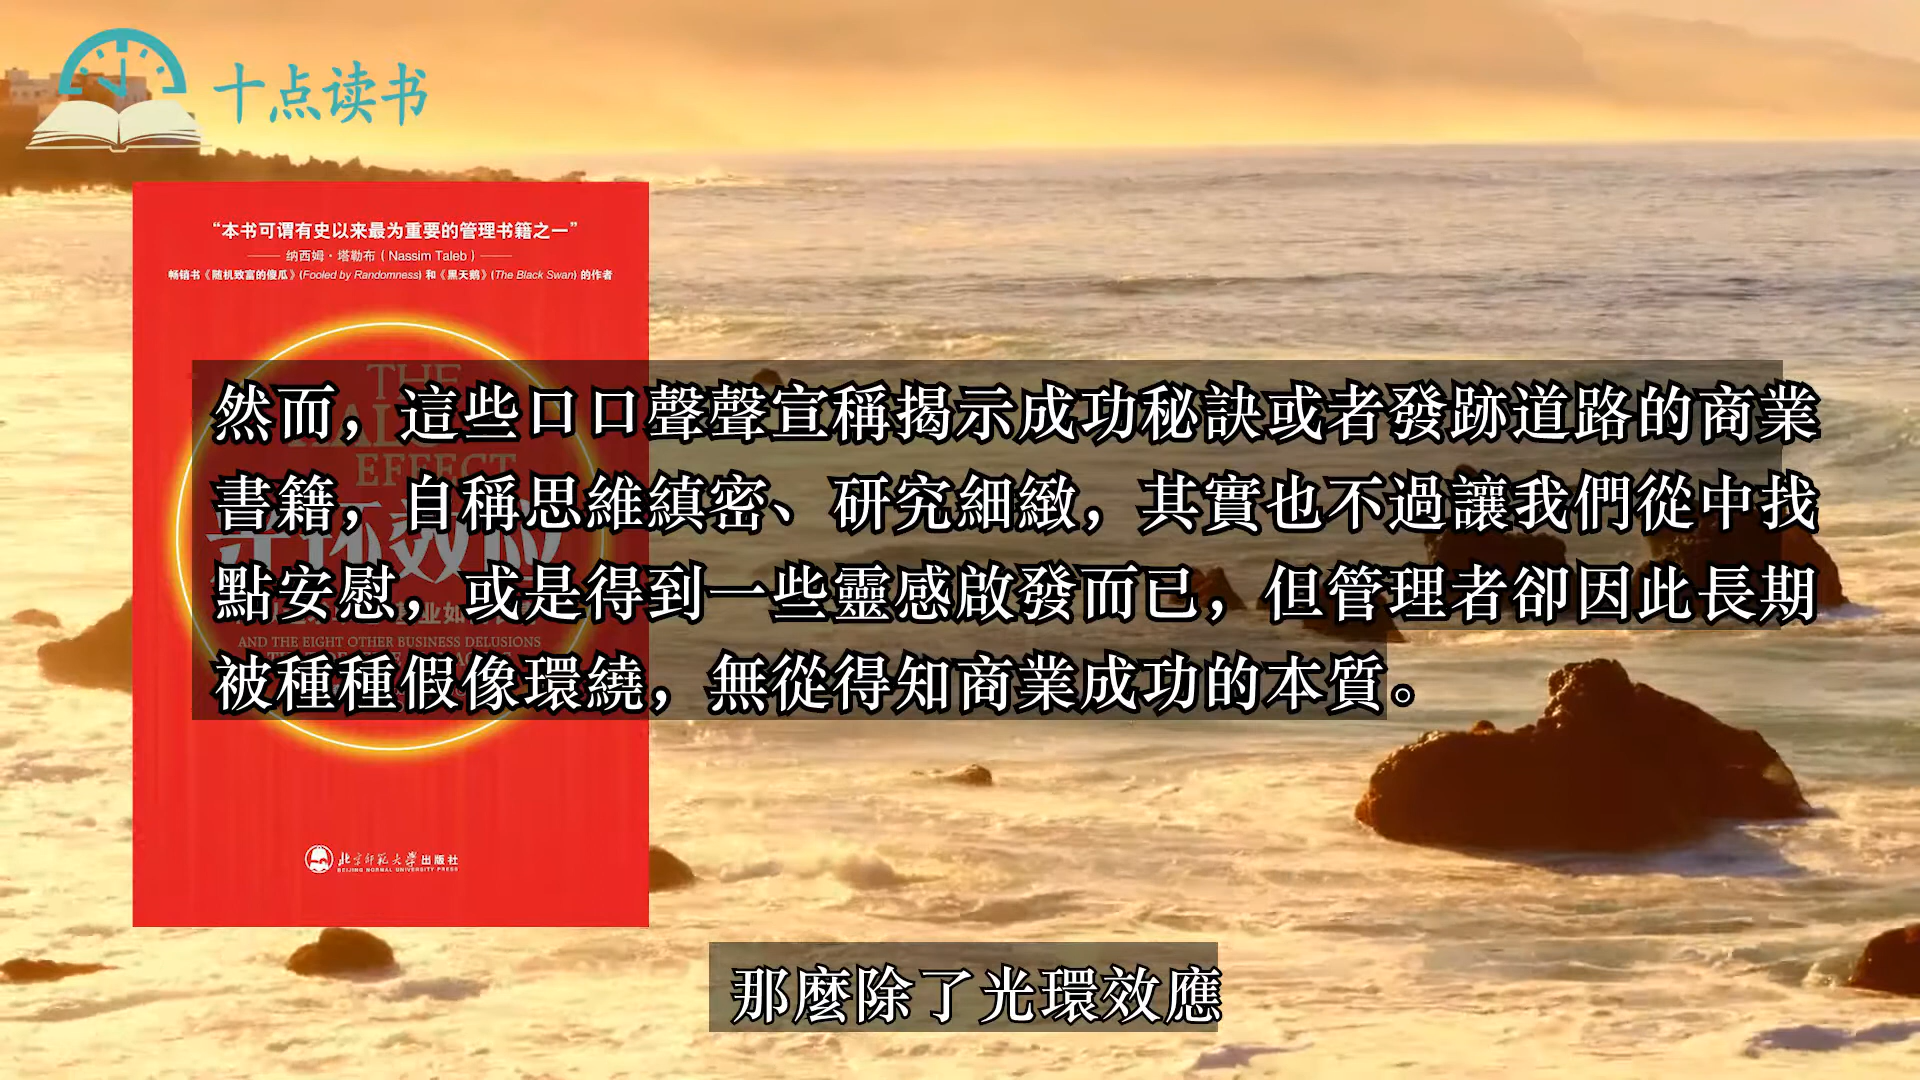 十点读书
“本书可谓有史以来最为重要的管理书籍之一”
纳西姆·塔勒布（Nassim Taleb）
畅销书《随机致富的傻瓜》(Fooled by Randomness) 和《黑天鹅》(The Black Swan) 的作者
THE
EFFECT
然而，這些口口聲聲宣稱揭示成功秘訣或者發跡道路的商業
書籍，自稱思維縝密、研究細緻，其實也不過讓我們從中找
點安慰，或是得到一些靈感啟發而已，但管理者卻因此長期
被種種假像環繞，無從得知商業成功的本質。
AND THE EIGHT OTHER BUSINESS DELUSIONS
北京师范大学出版社
BEIJING NORMAL UNIVERSITY PRESS
那麼除了光環效應